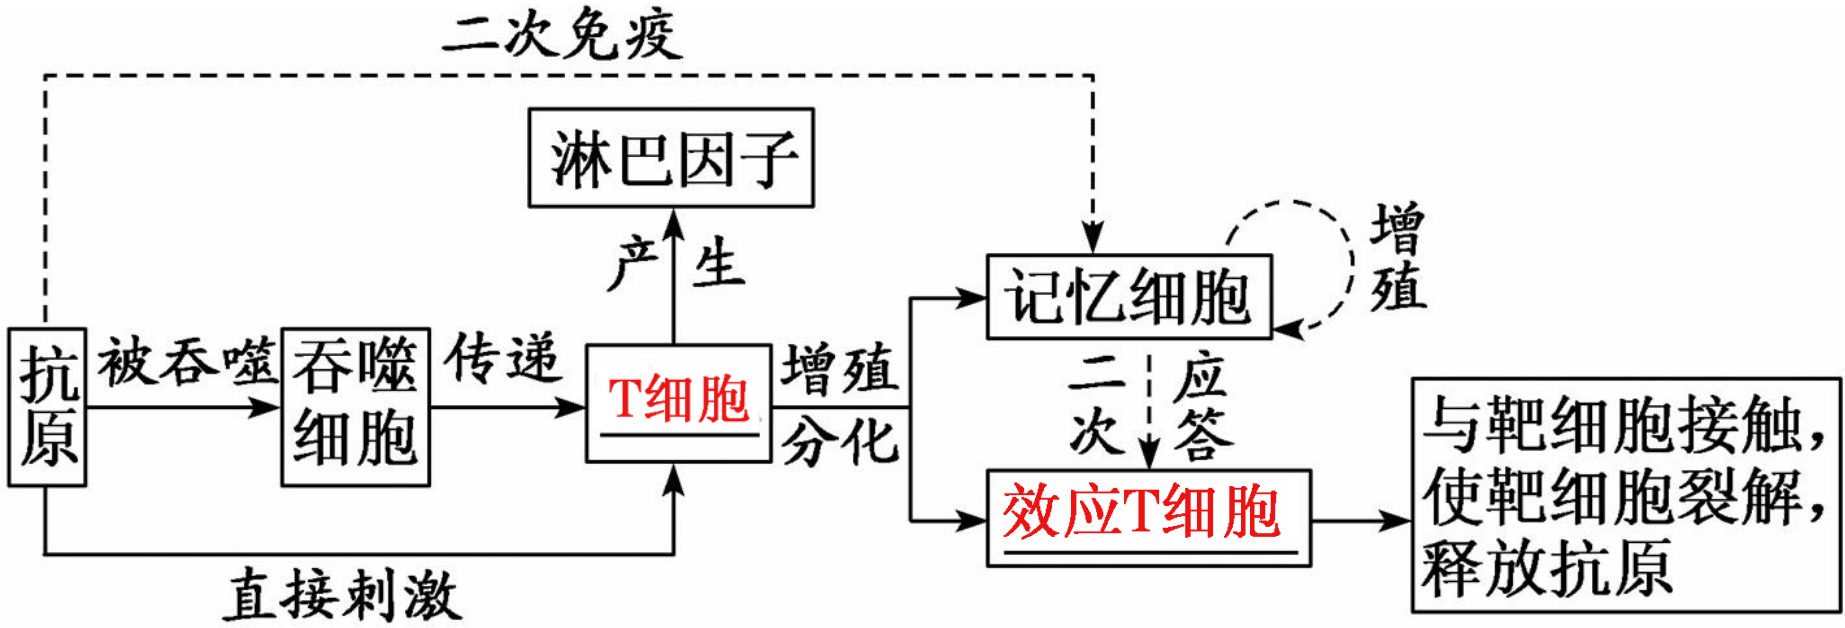 二次免疫
淋巴因子
产生
增殖
记忆细胞
抗原
被吞噬
吞噬
细胞
传递
T细胞
增殖
分化
二次应答
效应T细胞
与靶细胞接触，
使靶细胞裂解，
释放抗原
直接刺激